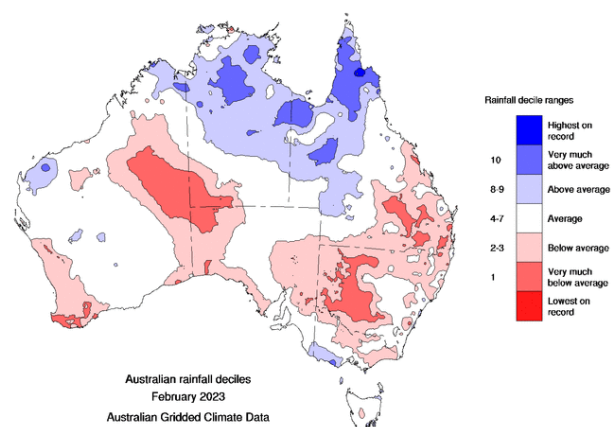 Rainfall decile ranges
Highest on
record
10
Very much
above average
8-9
Above average
4-7
Average
2-3
Below average
1
Very much
below average
Lowest on
record
Australian rainfall deciles
February 2023
Australian Gridded Climate Data